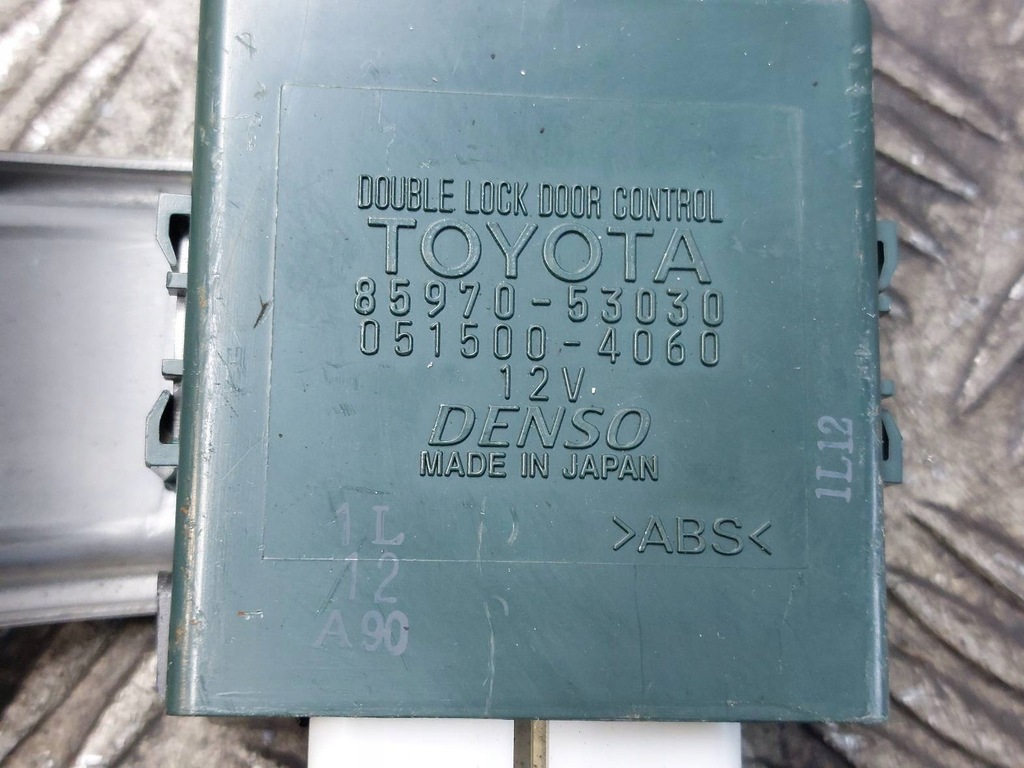 DOUBLE LOCK DOOR CONTROL
TOYOTA
85970-53030
051500-4060
12V
DENSO
MADE IN JAPAN
>ABS<
1L12
1L
12
A90